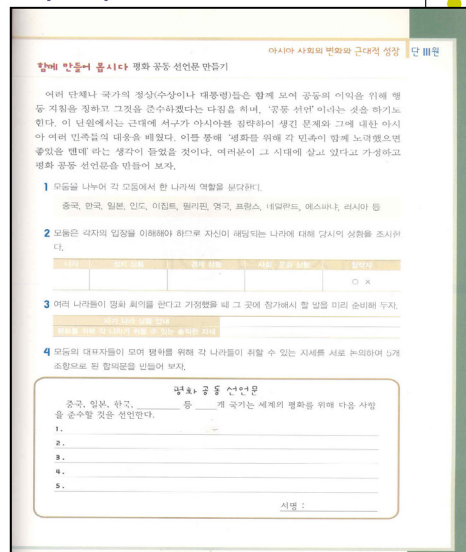 아시아 사회의 변화와 근대적 성장 단 III원
함께 만들어 봅시다 평화 공동 선언문 만들기
여러 단체나 국가의 정상(수상이나 대통령)들은 함께 모여 공동의 이익을 위해 행
동 지침을 정하고 그것을 준수하겠다는 다짐을 하며, '공동 선언'이라는 것을 하기도
한다. 이 단원에서는 근대에 서구가 아시아를 침략하여 생긴 문제와 그에 대한 아시
아 여러 민족들의 대응을 배웠다. 이를 통해 '평화를 위해 각 민족이 함께 노력했으면
좋았을 텐데'라는 생각이 들었을 것이다. 여러분이 그 시대에 살고 있다고 가정하고
평화 공동 선언문을 만들어 보자.
1 모둠을 나누어 각 모둠에서 한 나라씩 역할을 분담한다.
중국, 한국, 일본, 인도, 이집트, 필리핀, 영국, 프랑스, 네덜란드, 에스파냐, 러시아 등
2 모둠은 각자의 입장을 이해해야 하므로 자신이 해당되는 나라에 대해 당시의 상황을 조사한
다.
나라
○ ×
3 여러 나라들이 평화 회의를 한다고 가정했을 때 그 곳에 참가해서 할 말을 미리 준비해 두자.
4 모둠의 대표자들이 모여 평화를 위해 각 나라들이 취할 수 있는 자세를 서로 논의하여 5개
조항으로 된 합의문을 만들어 보자.
평화 공동 선언문
중국, 일본, 한국, ________ 등 ____ 개 국가는 세계의 평화를 위해 다음 사항
을 준수할 것을 선언한다.
1.
2.
3.
4.
5.
서명 :